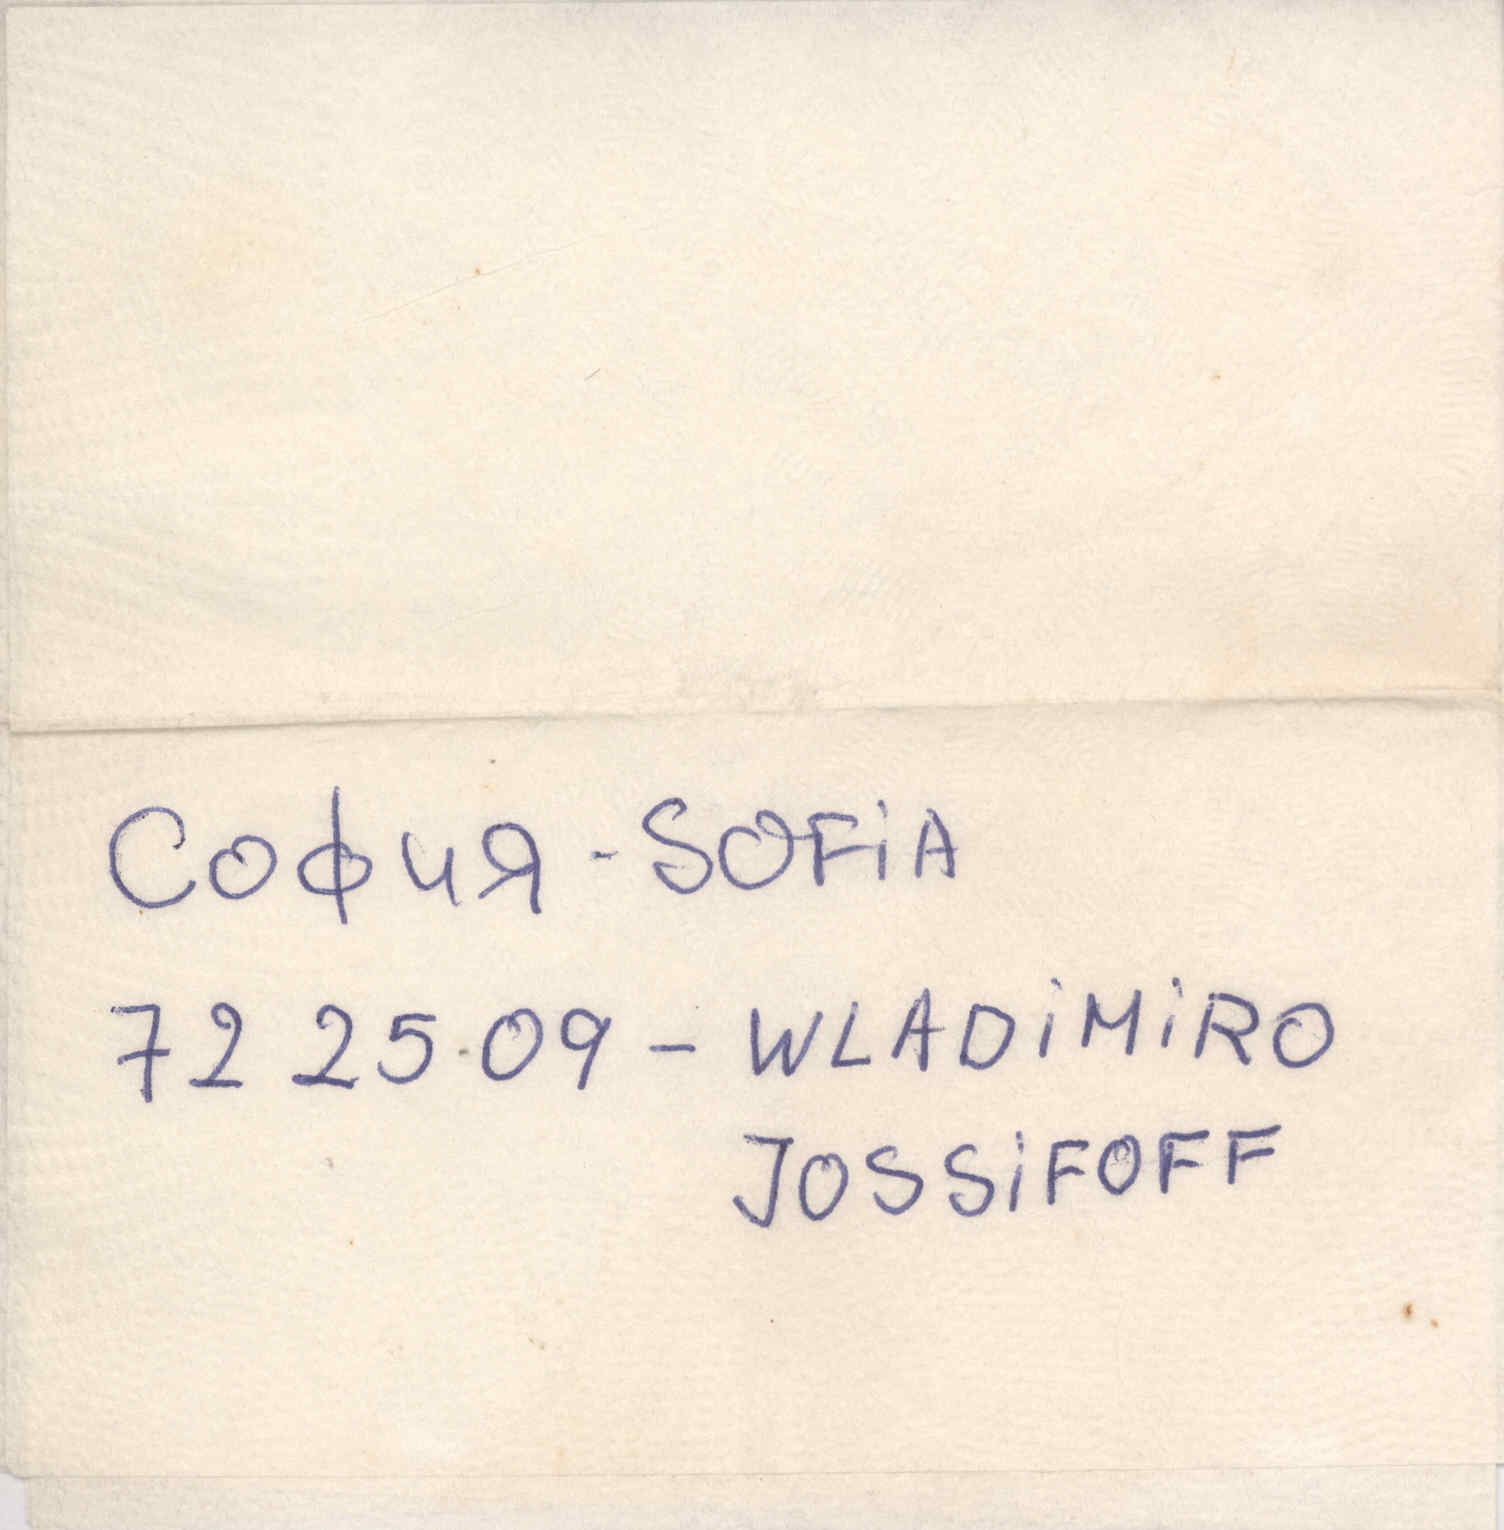 София - SOFiA
72 25 09 - WLADiMiRO
JOSSiFOFF